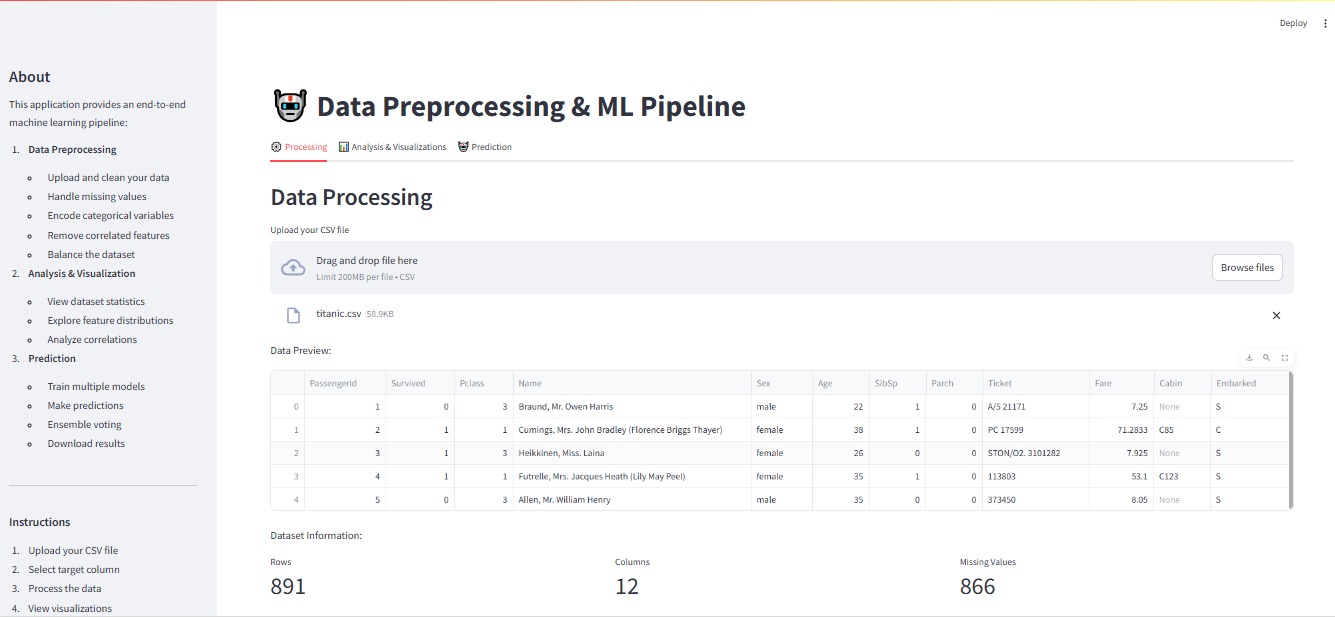 Deploy
About
This application provides an end-to-end
machine learning pipeline:
1. Data Preprocessing
Upload and clean your data
Handle missing values
Encode categorical variables
Remove correlated features
Balance the dataset
2. Analysis & Visualization
View dataset statistics
Explore feature distributions
Analyze correlations
3. Prediction
Train multiple models
Make predictions
Ensemble voting
Download results
Instructions
1. Upload your CSV file
2. Select target column
3. Process the data
4. View visualizations
Data Preprocessing & ML Pipeline
Processing Analysis & Visualizations Prediction
Data Processing
Upload your CSV file
Drag and drop file here
Limit 200MB per file • CSV
Browse files
titanic.csv 58.9KB
Data Preview:
PassengerId Survived Pclass Name Sex Age SibSp Parch Ticket Fare Cabin Embarked
0 1 0 3 Braund, Mr. Owen Harris male 22 1 0 A/5 21171 7.25 None S
1 2 1 1 Cumings, Mrs. John Bradley (Florence Briggs Thayer) female 38 1 0 PC 17599 71.2833 C85 C
2 3 1 3 Heikkinen, Miss. Laina female 26 0 0 STON/O2. 3101282 7.925 None S
3 4 1 1 Futrelle, Mrs. Jacques Heath (Lily May Peel) female 35 1 0 113803 53.1 C123 S
4 5 0 3 Allen, Mr. William Henry male 35 0 0 373450 8.05 None S
Dataset Information:
Rows Columns Missing Values
891 12 866